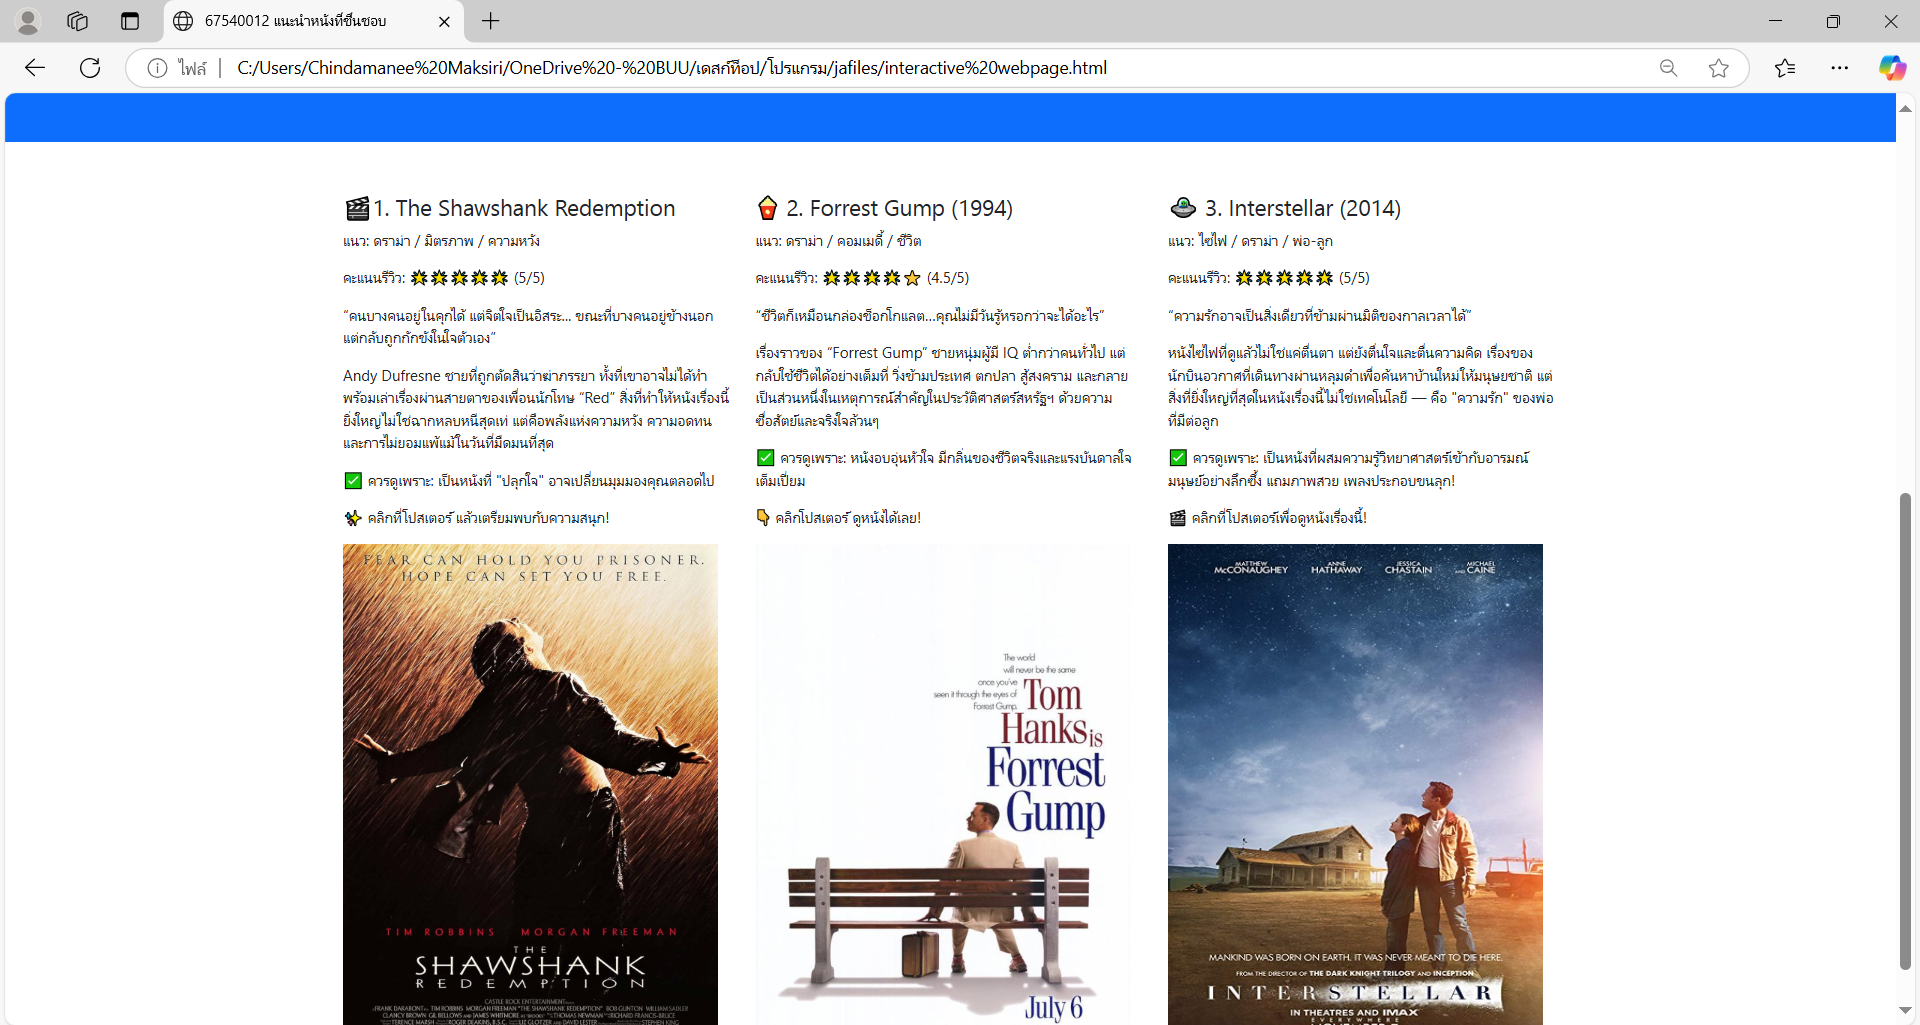 67540012 แนะนำหนังที่ชื่นชอบ
ไฟล์
C:/Users/Chindamanee%20Maksiri/OneDrive%20-%20BUU/เดสก์ท็อป/โปรแกรม/jafiles/interactive%20webpage.html
🎬1. The Shawshank Redemption
แนว: ดราม่า / มิตรภาพ / ความหวัง
คะแนนรีวิว: 🌟🌟🌟🌟🌟 (5/5)
“คนบางคนอยู่ในคุกได้ แต่จิตใจเป็นอิสระ... ขณะที่บางคนอยู่ข้างนอก
แต่กลับถูกกักขังในใจตัวเอง”
Andy Dufresne ชายที่ถูกตัดสินว่าฆ่าภรรยา ทั้งที่เขาอาจไม่ได้ทำ
พร้อมเล่าเรื่องผ่านสายตาของเพื่อนนักโทษ “Red” สิ่งที่ทำให้หนังเรื่องนี้
ยิ่งใหญ่ไม่ใช่ฉากหลบหนีสุดเท่ แต่คือพลังแห่งความหวัง ความอดทน
และการไม่ยอมแพ้แม้ในวันที่มืดมนที่สุด
✅ ควรดูเพราะ: เป็นหนังที่ "ปลุกใจ" อาจเปลี่ยนมุมมองคุณตลอดไป
✨ คลิกที่โปสเตอร์ แล้วเตรียมพบกับความสนุก!
FEAR CAN HOLD YOU PRISONER.
HOPE CAN SET YOU FREE.
TIM ROBBINS MORGAN FREEMAN
THE
SHAWSHANK
REDEMPTION
🍿 2. Forrest Gump (1994)
แนว: ดราม่า / คอมเมดี้ / ชีวิต
คะแนนรีวิว: 🌟🌟🌟🌟⭐ (4.5/5)
“ชีวิตก็เหมือนกล่องช็อกโกแลต...คุณไม่มีวันรู้หรอกว่าจะได้อะไร”
เรื่องราวของ “Forrest Gump” ชายหนุ่มผู้มี IQ ต่ำกว่าคนทั่วไป แต่
กลับใช้ชีวิตได้อย่างเต็มที่ วิ่งข้ามประเทศ ตกปลา สู้สงคราม และกลาย
เป็นส่วนหนึ่งในเหตุการณ์สำคัญในประวัติศาสตร์สหรัฐฯ ด้วยความ
ซื่อสัตย์และจริงใจล้วนๆ
✅ ควรดูเพราะ: หนังอบอุ่นหัวใจ มีกลิ่นของชีวิตจริงและแรงบันดาลใจ
เต็มเปี่ยม
👇 คลิกโปสเตอร์ ดูหนังได้เลย!
The world
will never be the same
once you've
seen it through the eyes of
Forrest Gump.
Tom
Hanks is
Forrest
Gump
July 6
🛸 3. Interstellar (2014)
แนว: ไซไฟ / ดราม่า / พ่อ-ลูก
คะแนนรีวิว: 🌟🌟🌟🌟🌟 (5/5)
“ความรักอาจเป็นสิ่งเดียวที่ข้ามผ่านมิติของกาลเวลาได้”
หนังไซไฟที่ดูแล้วไม่ใช่แค่ตื่นตา แต่ยังตื่นใจและตื่นความคิด เรื่องของ
นักบินอวกาศที่เดินทางผ่านหลุมดำเพื่อค้นหาบ้านใหม่ให้มนุษยชาติ แต่
สิ่งที่ยิ่งใหญ่ที่สุดในหนังเรื่องนี้ไม่ใช่เทคโนโลยี — คือ "ความรัก" ของพ่อ
ที่มีต่อลูก
✅ ควรดูเพราะ: เป็นหนังที่ผสมความรู้วิทยาศาสตร์เข้ากับอารมณ์
มนุษย์อย่างลึกซึ้ง แถมภาพสวย เพลงประกอบขนลุก!
🎬 คลิกที่โปสเตอร์เพื่อดูหนังเรื่องนี้!
MATTHEW McCONAUGHEY ANNE HATHAWAY JESSICA CHASTAIN AND MICHAEL CAINE
MANKIND WAS BORN ON EARTH. IT WAS NEVER MEANT TO DIE HERE.
FROM THE DIRECTOR OF THE DARK KNIGHT TRILOGY AND INCEPTION
INTERSTELLAR
IN THEATRES AND IMAX
EVERYWHERE